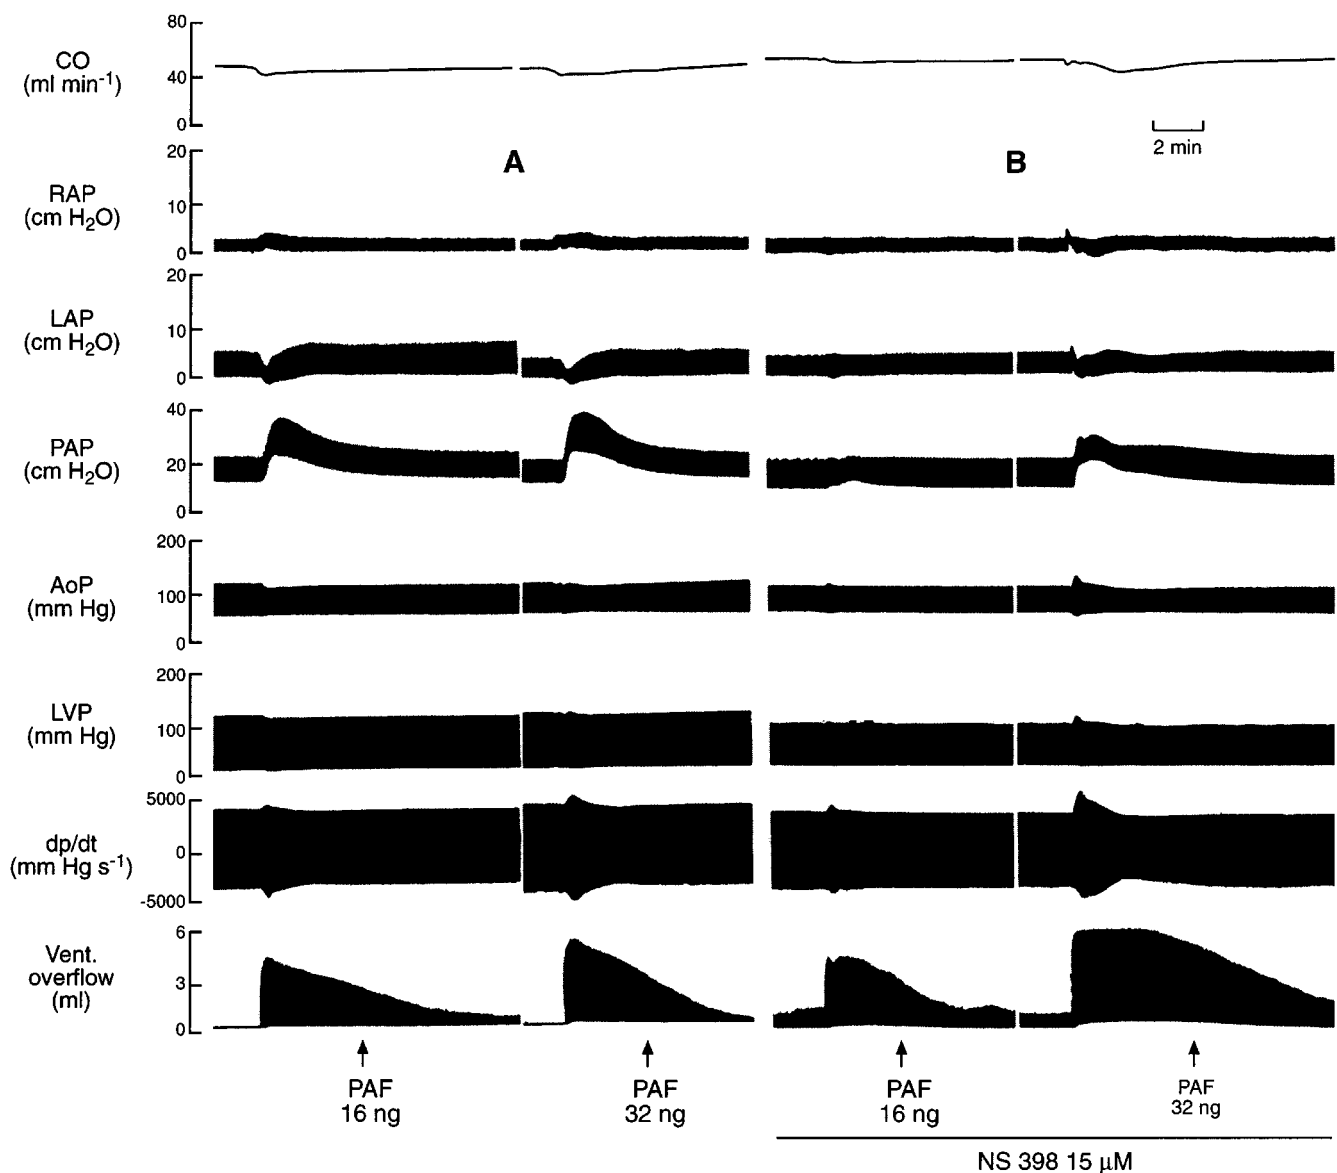 80
CO
(ml min-1)
40
0
2 min
20
A
B
RAP
(cm H2O)
10
0
20
LAP
(cm H2O)
10
0
40
PAP
(cm H2O)
20
0
200
AoP
(mm Hg)
100
0
200
LVP
(mm Hg)
100
0
5000
dp/dt
(mm Hg s-1)
0
-5000
6
Vent.
overflow
(ml)
3
0
PAF
16 ng
PAF
32 ng
PAF
16 ng
PAF
32 ng
NS 398 15 μM